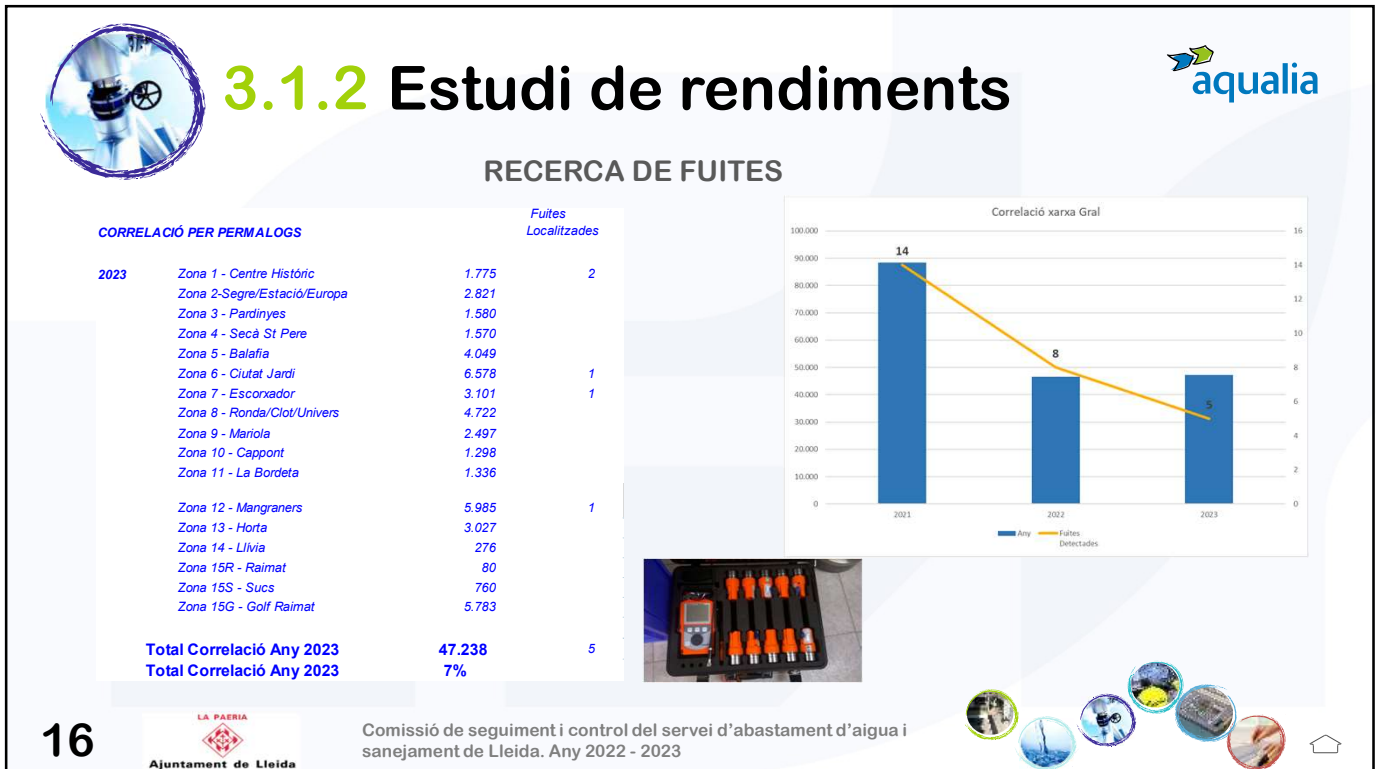 3.1.2 Estudi de rendiments
aqualia
RECERCA DE FUITES
Fuites
CORRELACIÓ PER PERMALOGS Localitzades
2023 Zona 1 - Centre Históric 1.775 2
Zona 2-Segre/Estació/Europa 2.821
Zona 3 - Pardinyes 1.580
Zona 4 - Secà St Pere 1.570
Zona 5 - Balafia 4.049
Zona 6 - Ciutat Jardi 6.578 1
Zona 7 - Escorxador 3.101 1
Zona 8 - Ronda/Clot/Univers 4.722
Zona 9 - Mariola 2.497
Zona 10 - Cappont 1.298
Zona 11 - La Bordeta 1.336
Zona 12 - Mangraners 5.985 1
Zona 13 - Horta 3.027
Zona 14 - Llívia 276
Zona 15R - Raimat 80
Zona 15S - Sucs 760
Zona 15G - Golf Raimat 5.783
Total Correlació Any 2023 47.238 5
Total Correlació Any 2023 7%
Correlació xarxa Gral
100.000 16
90.000 14
80.000 12
70.000
60.000 10
50.000 8
40.000 6
30.000 4
20.000
10.000 2
0 0
14
8
5
2021 2022 2023
Any Fuites
Detectades
16
LA PAERIA
Ajuntament de Lleida
Comissió de seguiment i control del servei d'abastament d'aigua i
sanejament de Lleida. Any 2022 - 2023